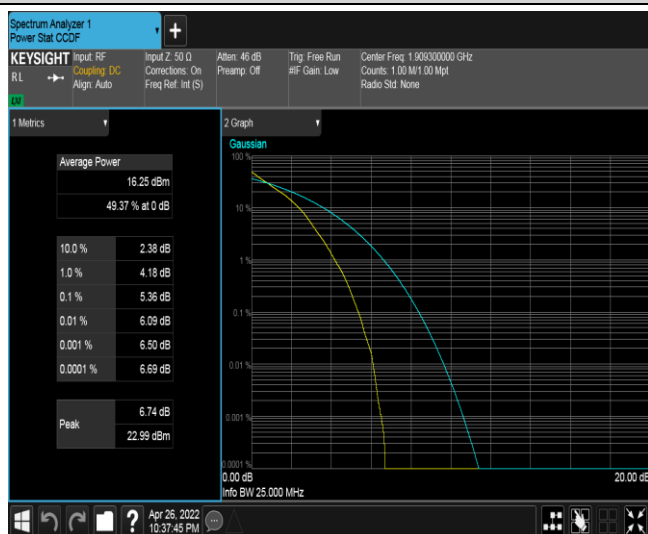 Spectrum Analyzer 1
Power Stat CCDF
+
KEYSIGHT
RL
Input: RF
Coupling: DC
Align: Auto
Input Z: 50 Ω
Corrections: On
Freq Ref: Int (S)
Atten: 46 dB
Preamp: Off
Trig: Free Run
#IF Gain: Low
Center Freq: 1.909300000 GHz
Counts: 1.00 M/1.00 Mpt
Radio Std: None
1 Metrics
Average Power
16.25 dBm
49.37 % at 0 dB
10.0 % 2.38 dB
1.0 % 4.18 dB
0.1 % 5.36 dB
0.01 % 6.09 dB
0.001 % 6.50 dB
0.0001 % 6.69 dB
Peak
6.74 dB
22.99 dBm
2 Graph
Gaussian
100 %
10 %
1 %
0.1 %
0.01 %
0.001 %
0.0001 %
0.00 dB 20.00 dB
Info BW 25.000 MHz
?
Apr 26, 2022
10:37:45 PM